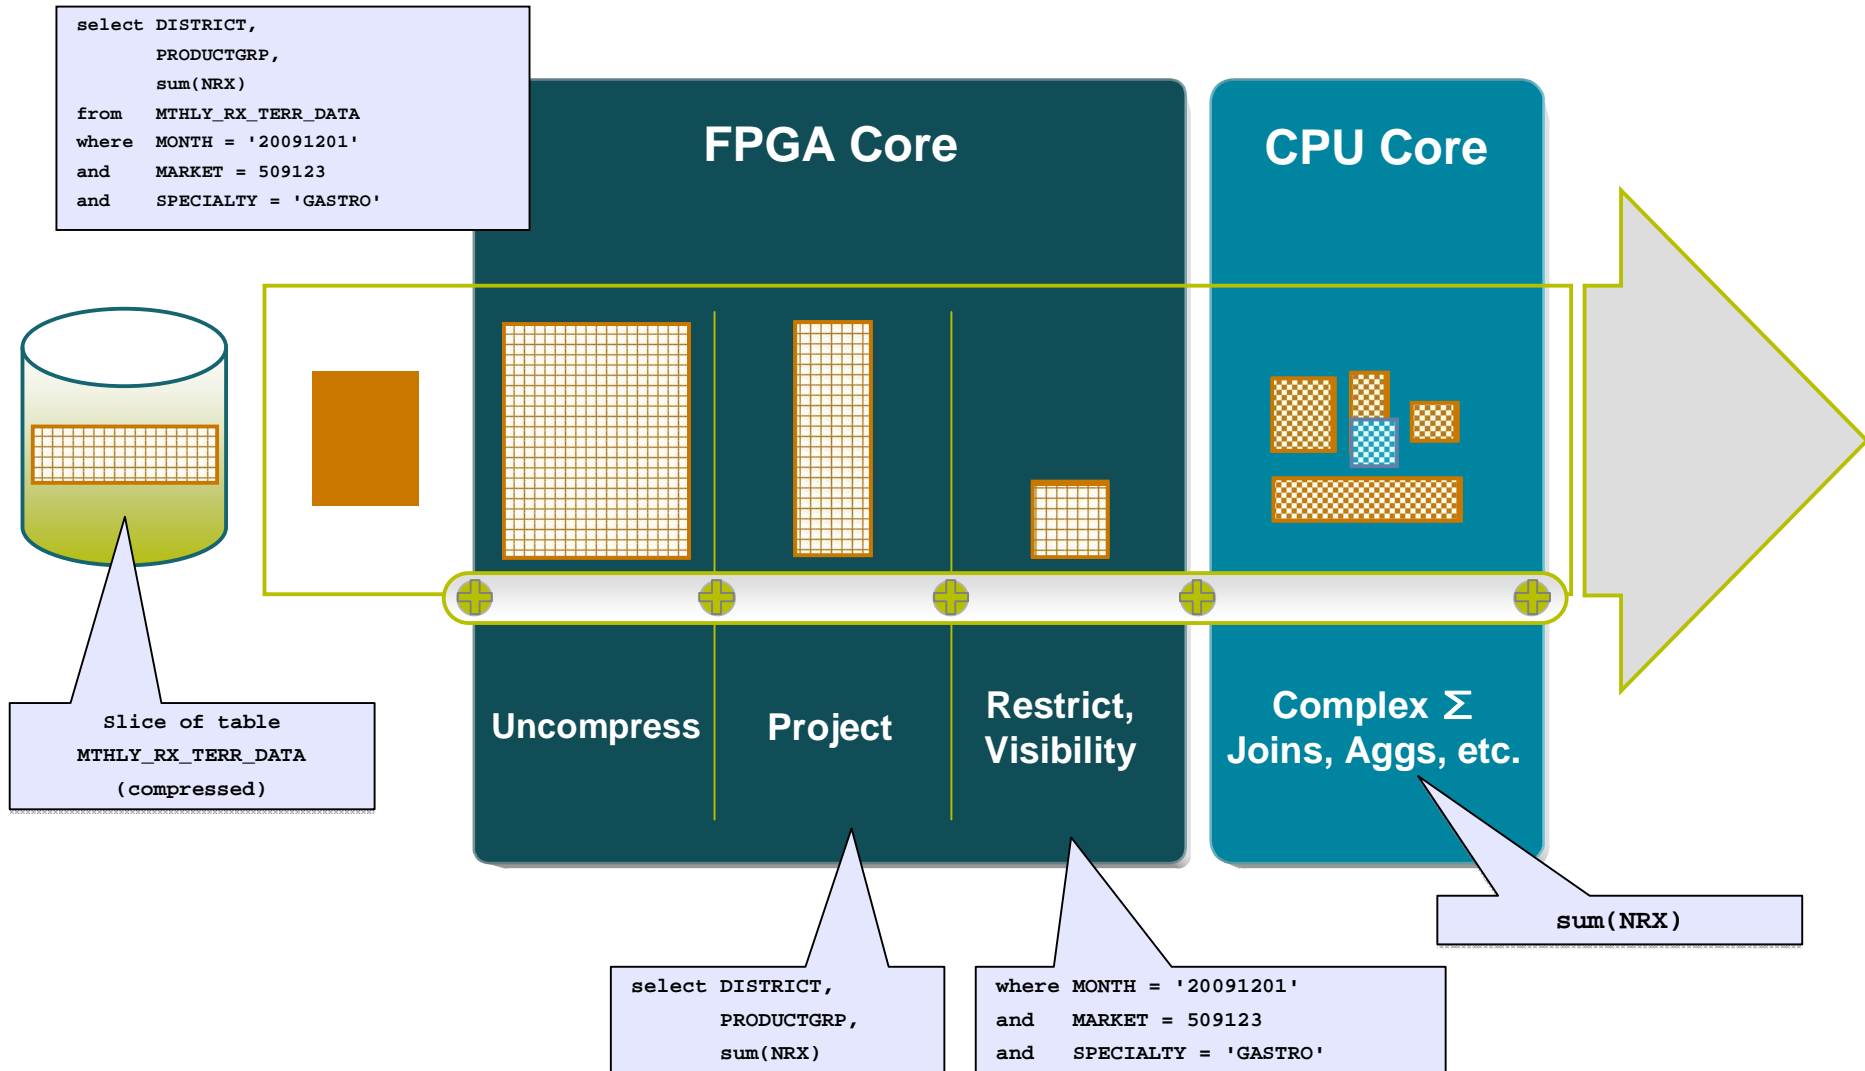 select DISTRICT,
PRODUCTGRP,
sum(NRX)
from MTHLY_RX_TERR_DATA
where MONTH = '20091201'
and MARKET = 509123
and SPECIALTY = 'GASTRO'
FPGA Core
CPU Core
Uncompress
Project
Restrict,
Visibility
Complex Σ
Joins, Aggs, etc.
Slice of table
MTHLY_RX_TERR_DATA
(compressed)
sum(NRX)
select DISTRICT,
PRODUCTGRP,
sum(NRX)
where MONTH = '20091201'
and MARKET = 509123
and SPECIALTY = 'GASTRO'